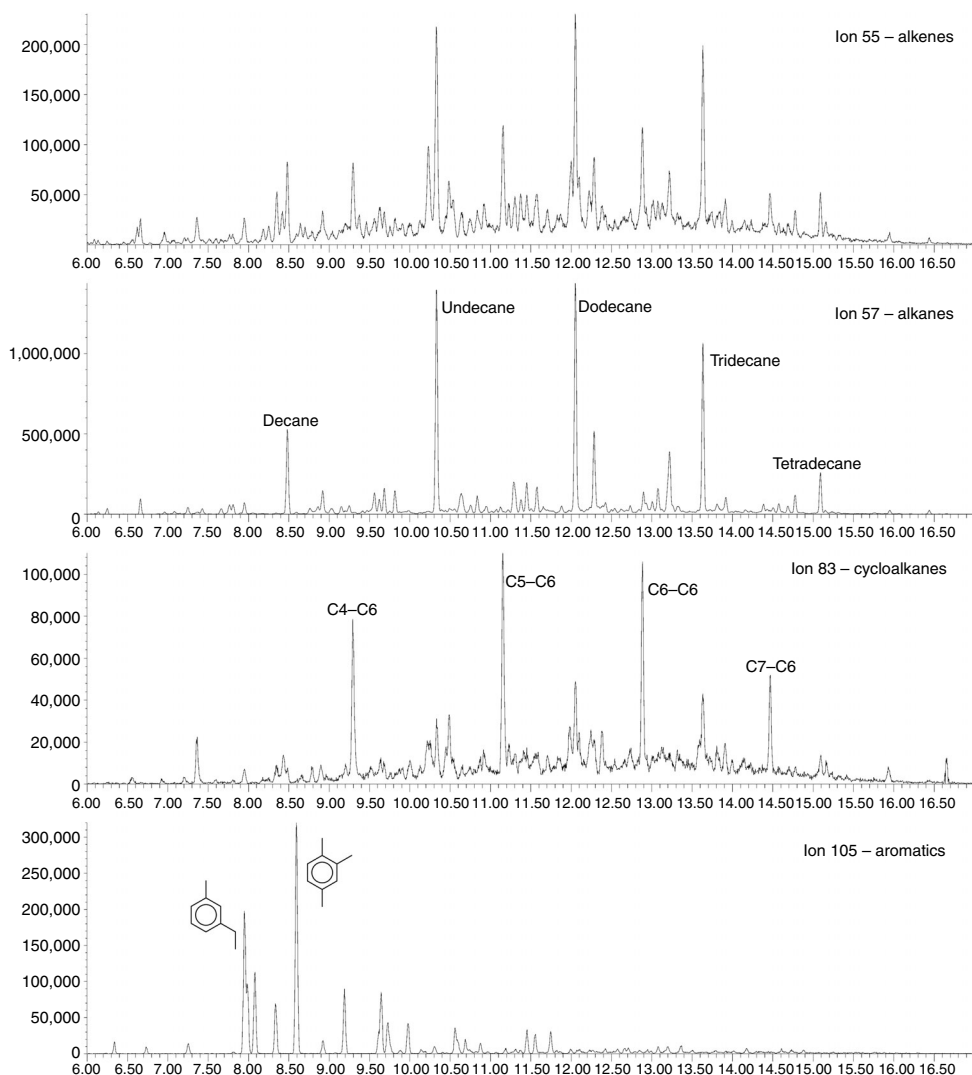 Ion 55 – alkenes
200,000
150,000
100,000
50,000
6.00 6.50 7.00 7.50 8.00 8.50 9.00 9.50 10.00 10.50 11.00 11.50 12.00 12.50 13.00 13.50 14.00 14.50 15.00 15.50 16.00 16.50
Ion 57 – alkanes
Undecane
Dodecane
1,000,000
Tridecane
500,000
Decane
Tetradecane
0
6.00 6.50 7.00 7.50 8.00 8.50 9.00 9.50 10.00 10.50 11.00 11.50 12.00 12.50 13.00 13.50 14.00 14.50 15.00 15.50 16.00 16.50
Ion 83 – cycloalkanes
100,000
C5–C6
C6–C6
C4–C6
80,000
60,000
C7–C6
40,000
20,000
0
6.00 6.50 7.00 7.50 8.00 8.50 9.00 9.50 10.00 10.50 11.00 11.50 12.00 12.50 13.00 13.50 14.00 14.50 15.00 15.50 16.00 16.50
300,000
Ion 105 – aromatics
250,000
200,000
150,000
100,000
50,000
0
6.00 6.50 7.00 7.50 8.00 8.50 9.00 9.50 10.00 10.50 11.00 11.50 12.00 12.50 13.00 13.50 14.00 14.50 15.00 15.50 16.00 16.50